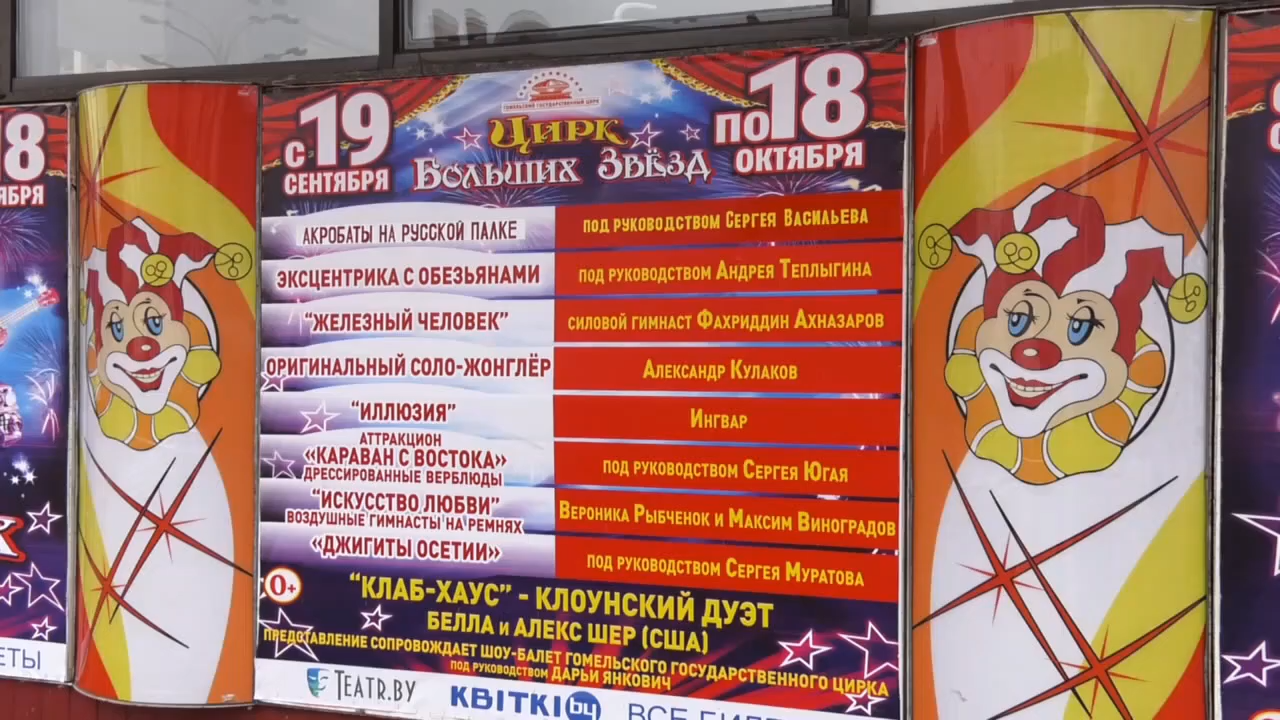 18
ЕТЫ
С 19
СЕНТЯБРЯ
ГОМЕЛЬСКИЙ ГОСУДАРСТВЕННЫЙ ЦИРК
ЦИРК
БОЛЬШИХ ЗВЁЗД
ПО 18
ОКТЯБРЯ
АКРОБАТЫ НА РУССКОЙ ПАЛКЕ
ПОД РУКОВОДСТВОМ СЕРГЕЯ ВАСИЛЬЕВА
ЭКСЦЕНТРИКА С ОБЕЗЬЯНАМИ
ПОД РУКОВОДСТВОМ АНДРЕЯ ТЕПЛЫГИНА
"ЖЕЛЕЗНЫЙ ЧЕЛОВЕК"
СИЛОВОЙ ГИМНАСТ ФАХРИДДИН АХНАЗАРОВ
ОРИГИНАЛЬНЫЙ СОЛО-ЖОНГЛЁР
АЛЕКСАНДР КУЛАКОВ
"ИЛЛЮЗИЯ"
ИНГВАР
АТТРАКЦИОН
«КАРАВАН С ВОСТОКА»
ДРЕССИРОВАННЫЕ ВЕРБЛЮДЫ
ПОД РУКОВОДСТВОМ СЕРГЕЯ ЮГАЯ
"ИСКУССТВО ЛЮБВИ"
ВОЗДУШНЫЕ ГИМНАСТЫ НА РЕМНЯХ
ВЕРОНИКА РЫБЧЕНОК И МАКСИМ ВИНОГРАДОВ
«ДЖИГИТЫ ОСЕТИИ»
ПОД РУКОВОДСТВОМ СЕРГЕЯ МУРАТОВА
0+
"КЛАБ-ХАУС" - КЛОУНСКИЙ ДУЭТ
БЕЛЛА И АЛЕКС ШЕР (США)
ПРЕДСТАВЛЕНИЕ СОПРОВОЖДАЕТ ШОУ-БАЛЕТ ГОМЕЛЬСКОГО ГОСУДАРСТВЕННОГО ЦИРКА
ПОД РУКОВОДСТВОМ ДАРЬИ ЯНКОВИЧ
TEATR.BY
KBITKI BY
ВСЕ